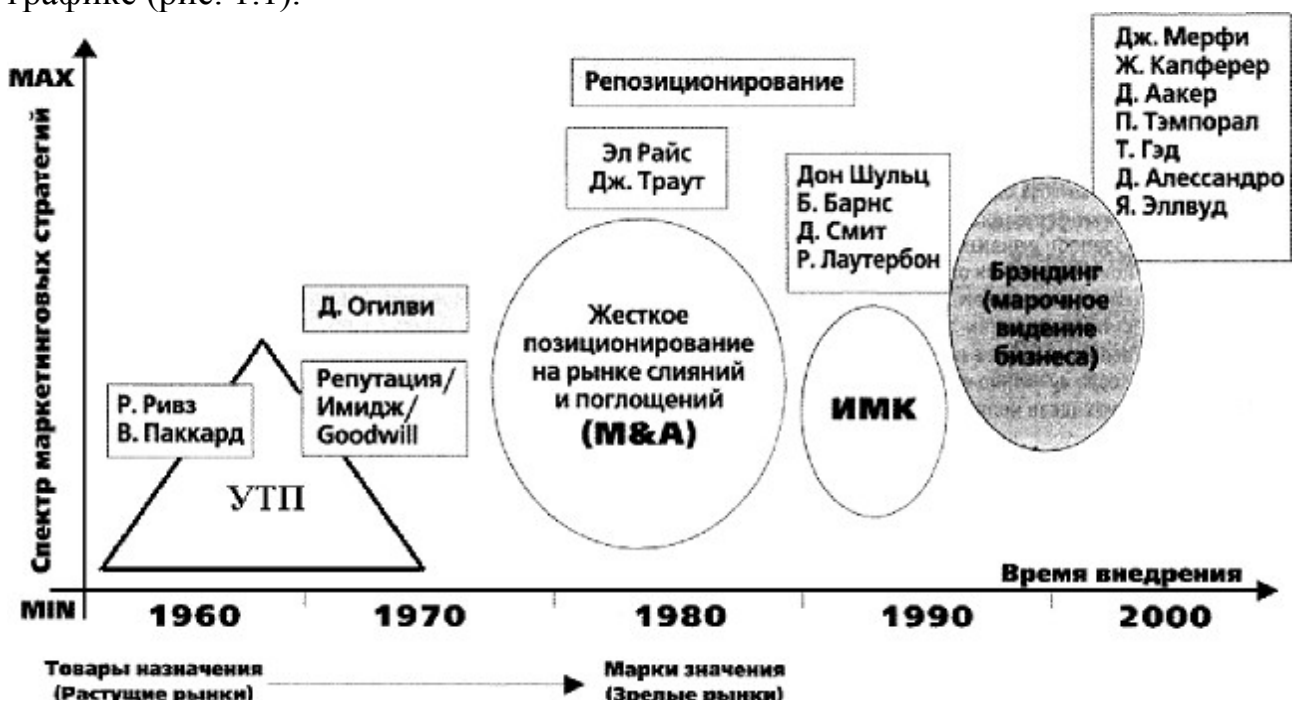 графике (рис. 1.1).
MAX
Спектр маркетинговых стратегий
MIN
Р. Ривз
В. Паккард
УТП
Д. Огилви
Репутация/
Имидж/
Goodwill
Репозиционирование
Эл Райс
Дж. Траут
Жесткое
позиционирование
на рынке слияний
и поглощений
(M&A)
Дон Шульц
Б. Барнс
Д. Смит
Р. Лаутербон
ИМК
Дж. Мерфи
Ж. Капферер
Д. Аакер
П. Тэмпорал
Т. Гэд
Д. Алессандро
Я. Эллвуд
Брэндинг
(марочное
видение
бизнеса)
Время внедрения
1960
1970
1980
1990
2000
Товары назначения
(Растущие рынки)
Марки значения
(Зрелые рынки)